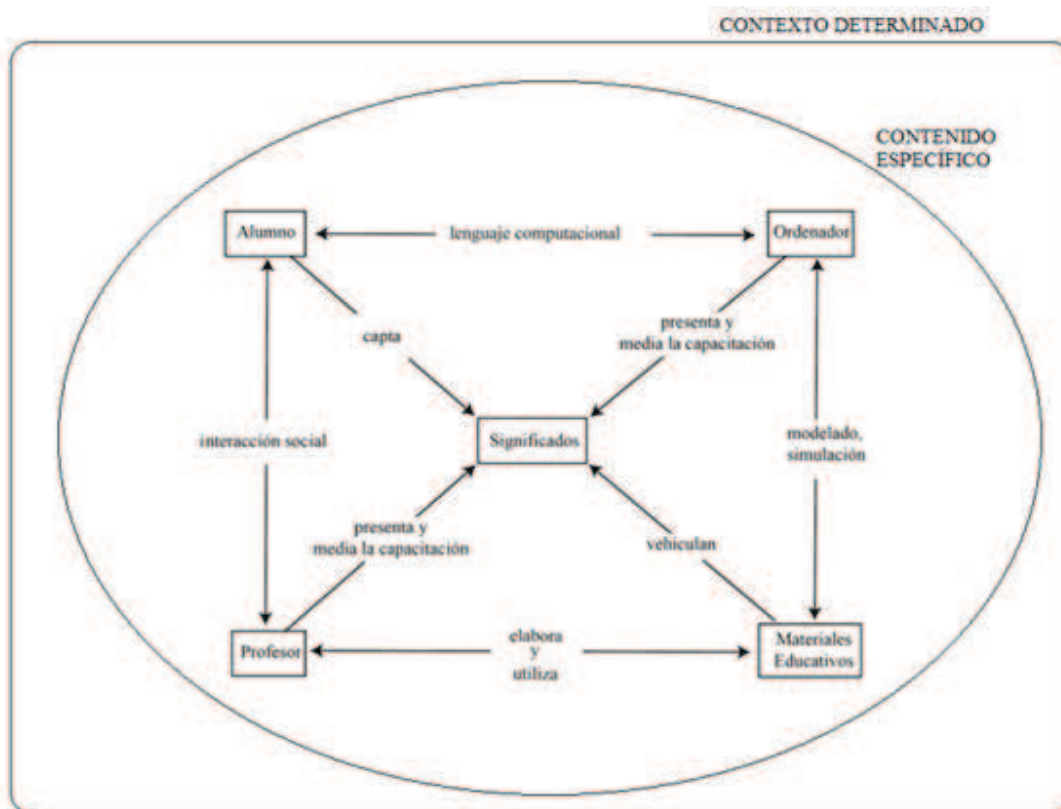 CONTEXTO DETERMINADO
CONTENIDO
ESPECÍFICO
Alumno
lenguaje computacional
Ordenador
capta
presenta y
media la capacitación
interacción social
Significados
modelado,
simulación
presenta y
media la capacitación
vehiculan
Profesor
elabora
y
utiliza
Materiales
Educativos